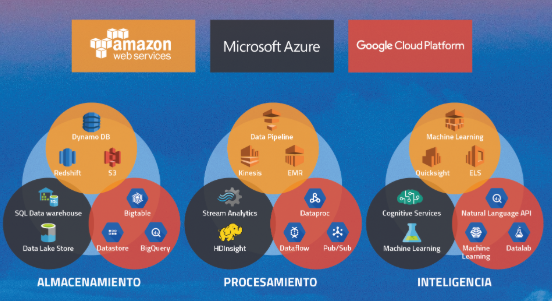 amazon
web services
Microsoft Azure
Google Cloud Platform
Dynamo DB
Redshift
S3
SQL Data warehouse
Data Lake Store
Bigtable
Datastore
BigQuery
ALMACENAMIENTO
Data Pipeline
Kinesis
EMR
Stream Analytics
HDInsight
Dataproc
Dataflow
Pub/Sub
PROCESAMIENTO
Machine Learning
Quicksight
ELS
Cognitive Services
Machine Learning
Natural Language API
Machine
Learning
Datalab
INTELIGENCIA